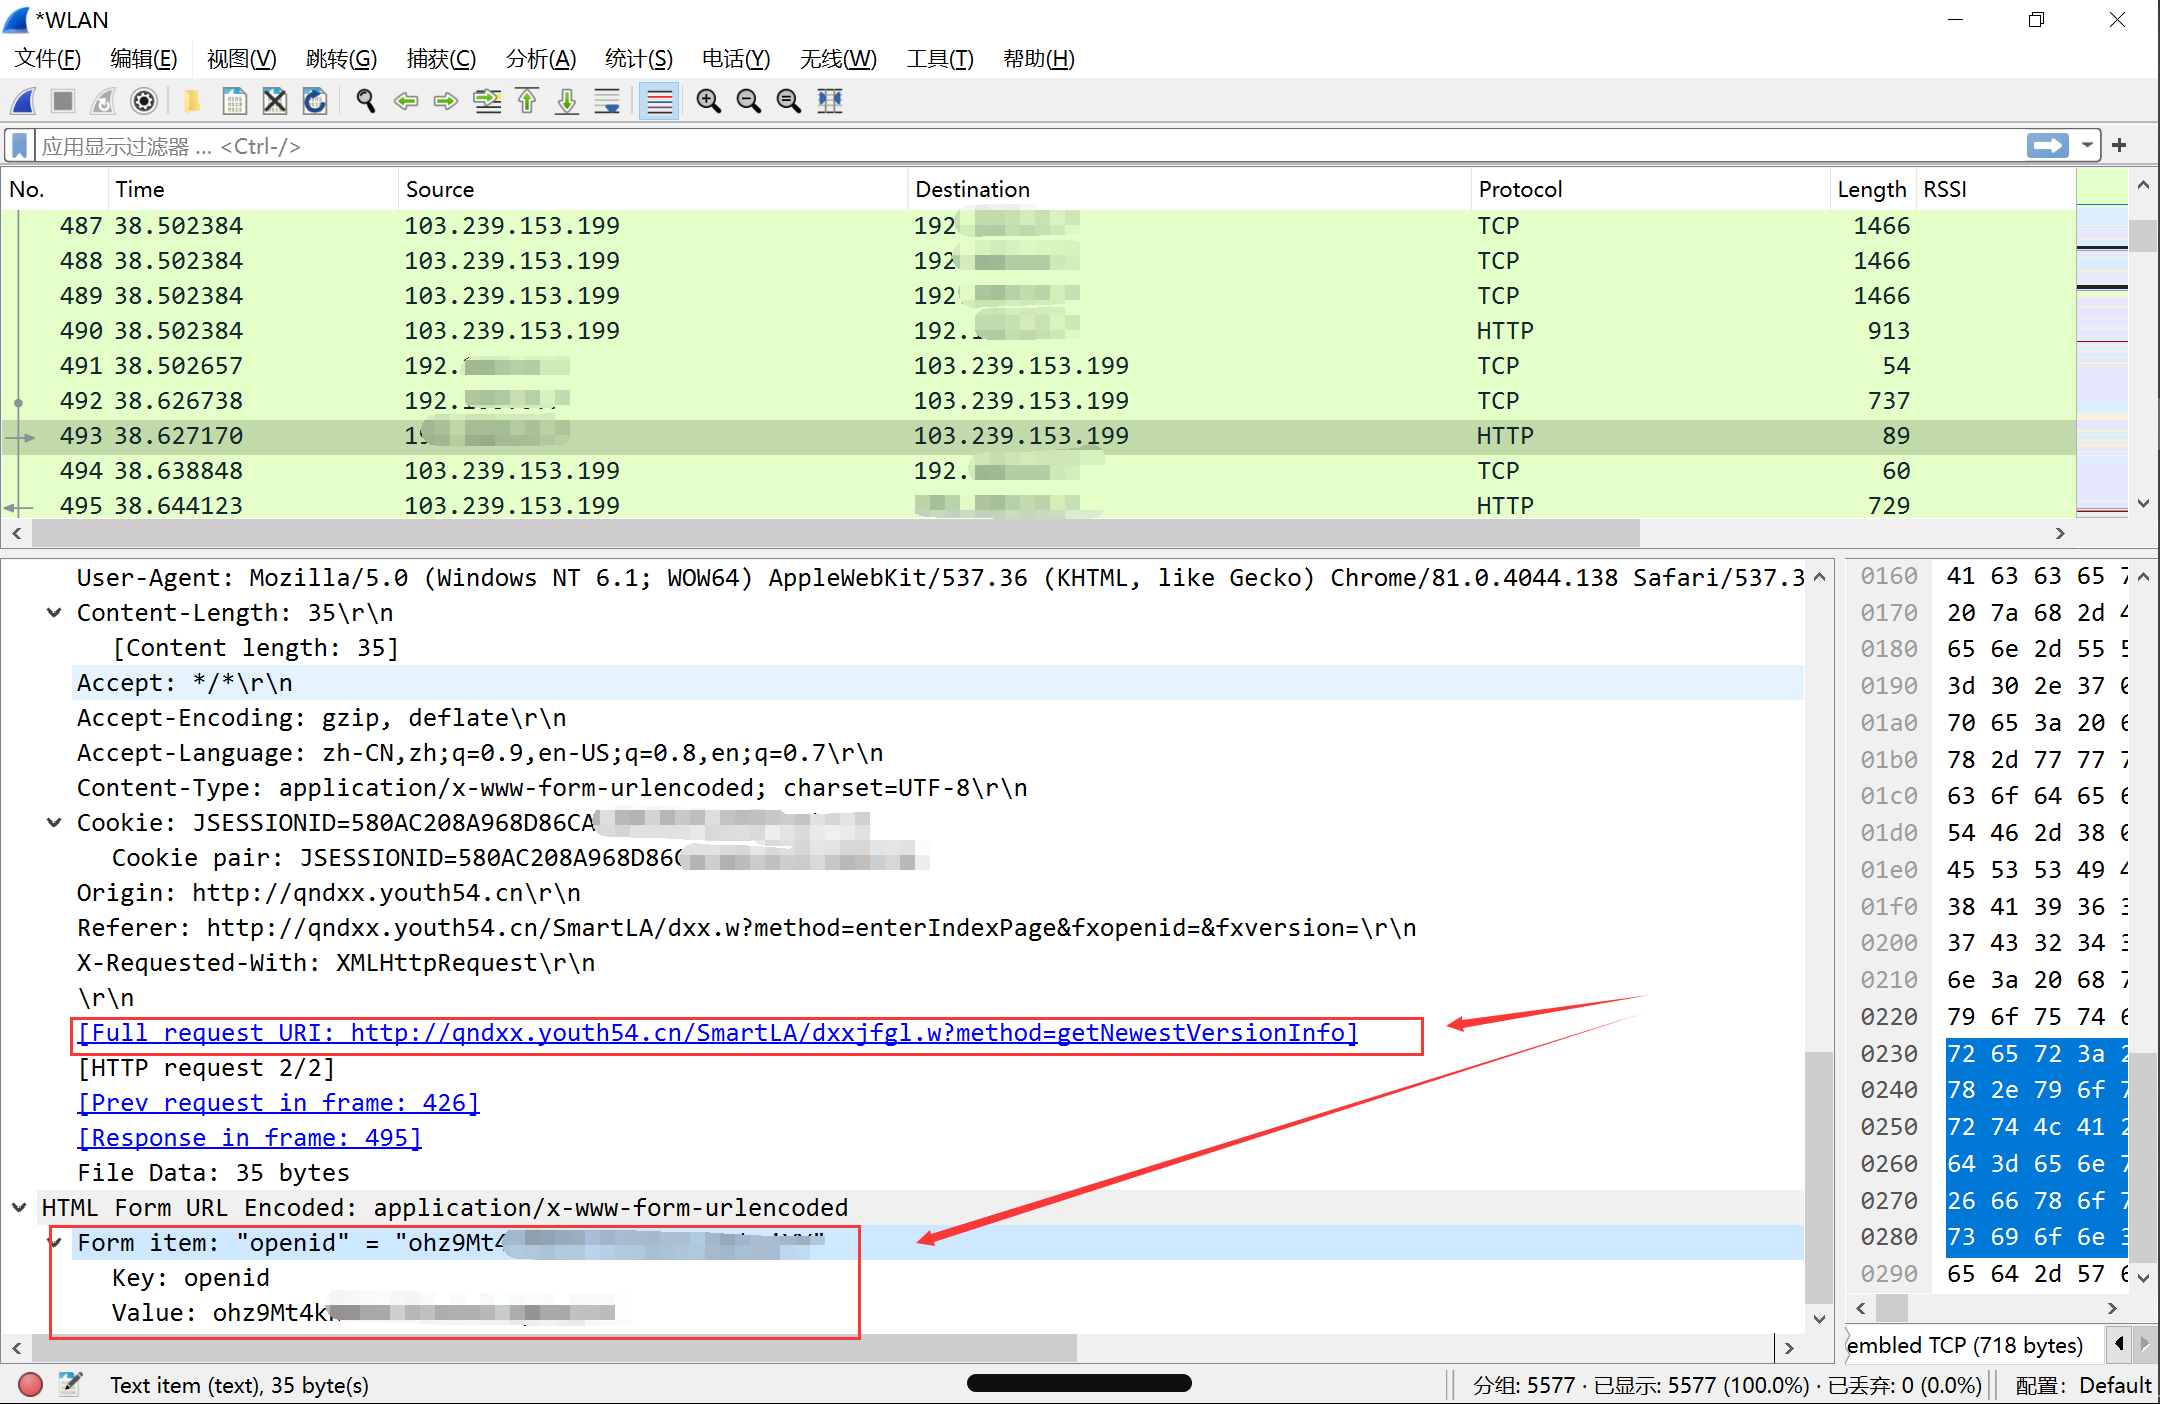 *WLAN
文件(F) 编辑(E) 视图(V) 跳转(G) 捕获(C) 分析(A) 统计(S) 电话(Y) 无线(W) 工具(T) 帮助(H)
应用显示过滤器 … <Ctrl-/>
No. Time Source Destination Protocol Length RSSI
487 38.502384 103.239.153.199 192 TCP 1466
488 38.502384 103.239.153.199 192 TCP 1466
489 38.502384 103.239.153.199 192. TCP 1466
490 38.502384 103.239.153.199 192. HTTP 913
491 38.502657 192. 103.239.153.199 TCP 54
492 38.626738 192. 103.239.153.199 TCP 737
493 38.627170 19 103.239.153.199 HTTP 89
494 38.638848 103.239.153.199 192. TCP 60
495 38.644123 103.239.153.199 HTTP 729
User-Agent: Mozilla/5.0 (Windows NT 6.1; WOW64) AppleWebKit/537.36 (KHTML, like Gecko) Chrome/81.0.4044.138 Safari/537.3
Content-Length: 35\r\n
[Content length: 35]
Accept: */*\r\n
Accept-Encoding: gzip, deflate\r\n
Accept-Language: zh-CN,zh;q=0.9,en-US;q=0.8,en;q=0.7\r\n
Content-Type: application/x-www-form-urlencoded; charset=UTF-8\r\n
Cookie: JSESSIONID=580AC208A968D86CA
Cookie pair: JSESSIONID=580AC208A968D86C
Origin: http://qndxx.youth54.cn\r\n
Referer: http://qndxx.youth54.cn/SmartLA/dxx.w?method=enterIndexPage&fxopenid=&fxversion=\r\n
X-Requested-With: XMLHttpRequest\r\n
\r\n
[Full request URI: http://qndxx.youth54.cn/SmartLA/dxxjfgl.w?method=getNewestVersionInfo]
[HTTP request 2/2]
[Prev request in frame: 426]
[Response in frame: 495]
File Data: 35 bytes
HTML Form URL Encoded: application/x-www-form-urlencoded
Form item: "openid" = "ohz9Mt4
Key: openid
Value: ohz9Mt4k
0160 41 63 63 65
0170 20 7a 68 2d
0180 65 6e 2d 55
0190 3d 30 2e 37
01a0 70 65 3a 20
01b0 78 2d 77 77
01c0 63 6f 64 65
01d0 54 46 2d 38
01e0 45 53 53 49
01f0 38 41 39 36
0200 37 43 32 34
0210 6e 3a 20 68
0220 79 6f 75 74
0230 72 65 72 3a
0240 78 2e 79 6f
0250 72 74 4c 41
0260 64 3d 65 6e
0270 26 66 78 6f
0280 73 69 6f 6e
0290 65 64 2d 57
embled TCP (718 bytes)
Text item (text), 35 byte(s)
分组: 5577 · 已显示: 5577 (100.0%) · 已丢弃: 0 (0.0%)
配置: Default